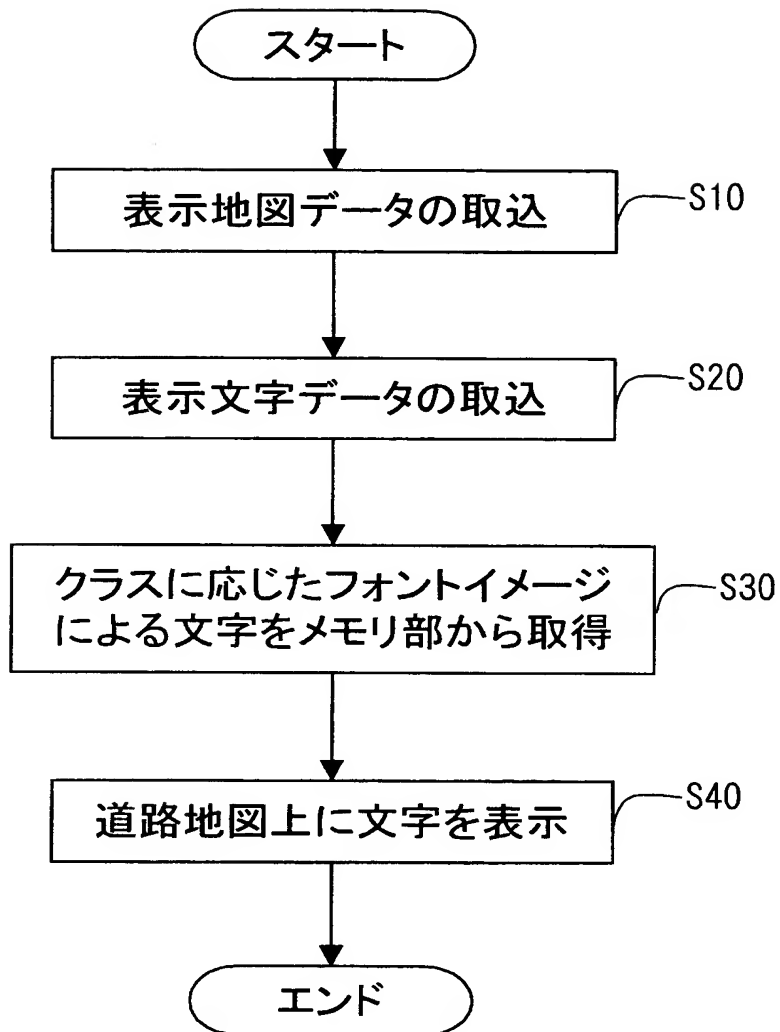 スタート
表示地図データの取込
S10
表示文字データの取込
S20
クラスに応じたフォントイメージ
による文字をメモリ部から取得
S30
道路地図上に文字を表示
S40
エンド